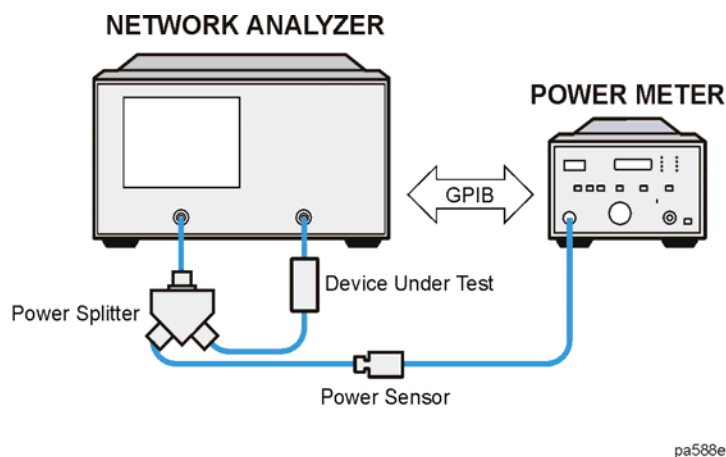 NETWORK ANALYZER
POWER METER
GPIB
Device Under Test
Power Splitter
Power Sensor
pa588e